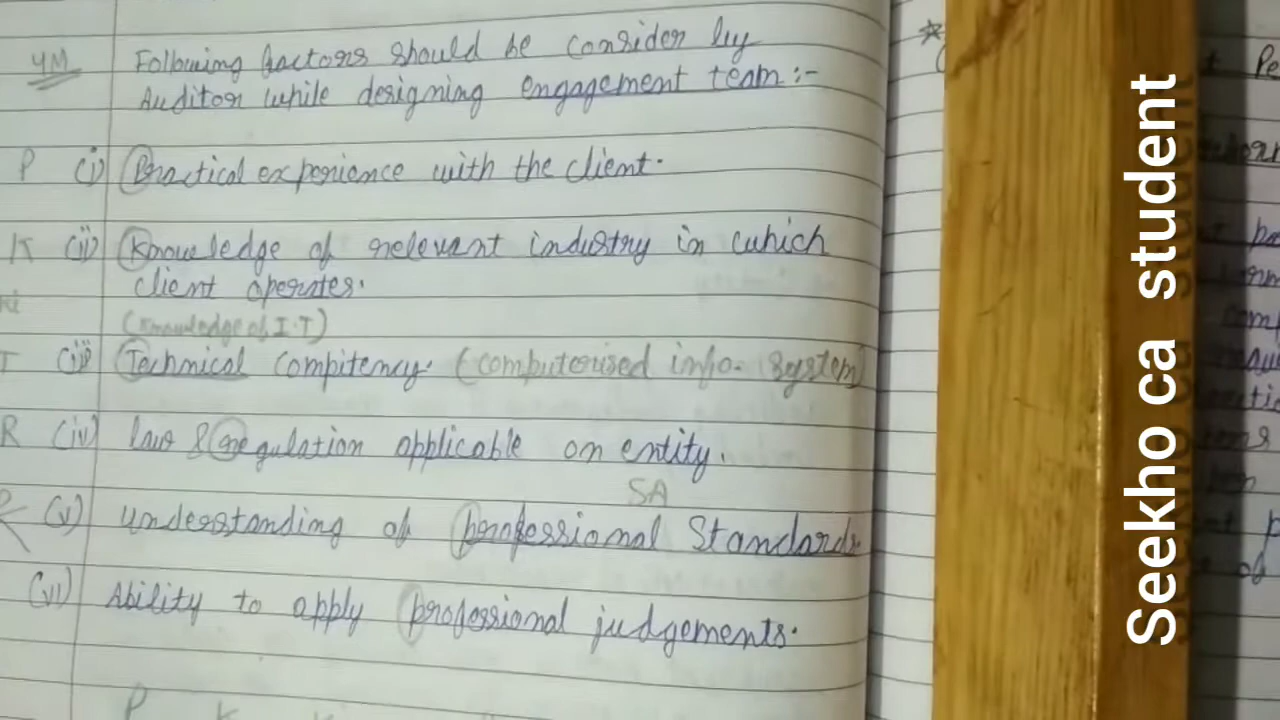 4M
Following factors should be consider by
Auditor while designing engagement team :-
P (i) Practical experience with the client.
K (ii) Knowledge of relevant industry in which
client operates.
(Knowledge of I.T)
T (iii) Technical Compitency. (computerised info. System)
R (iv) law & regulation applicable on entity.
SA
(v) Understanding of professional Standards.
(vi) Ability to apply professional judgements.
P K
Seekho ca student